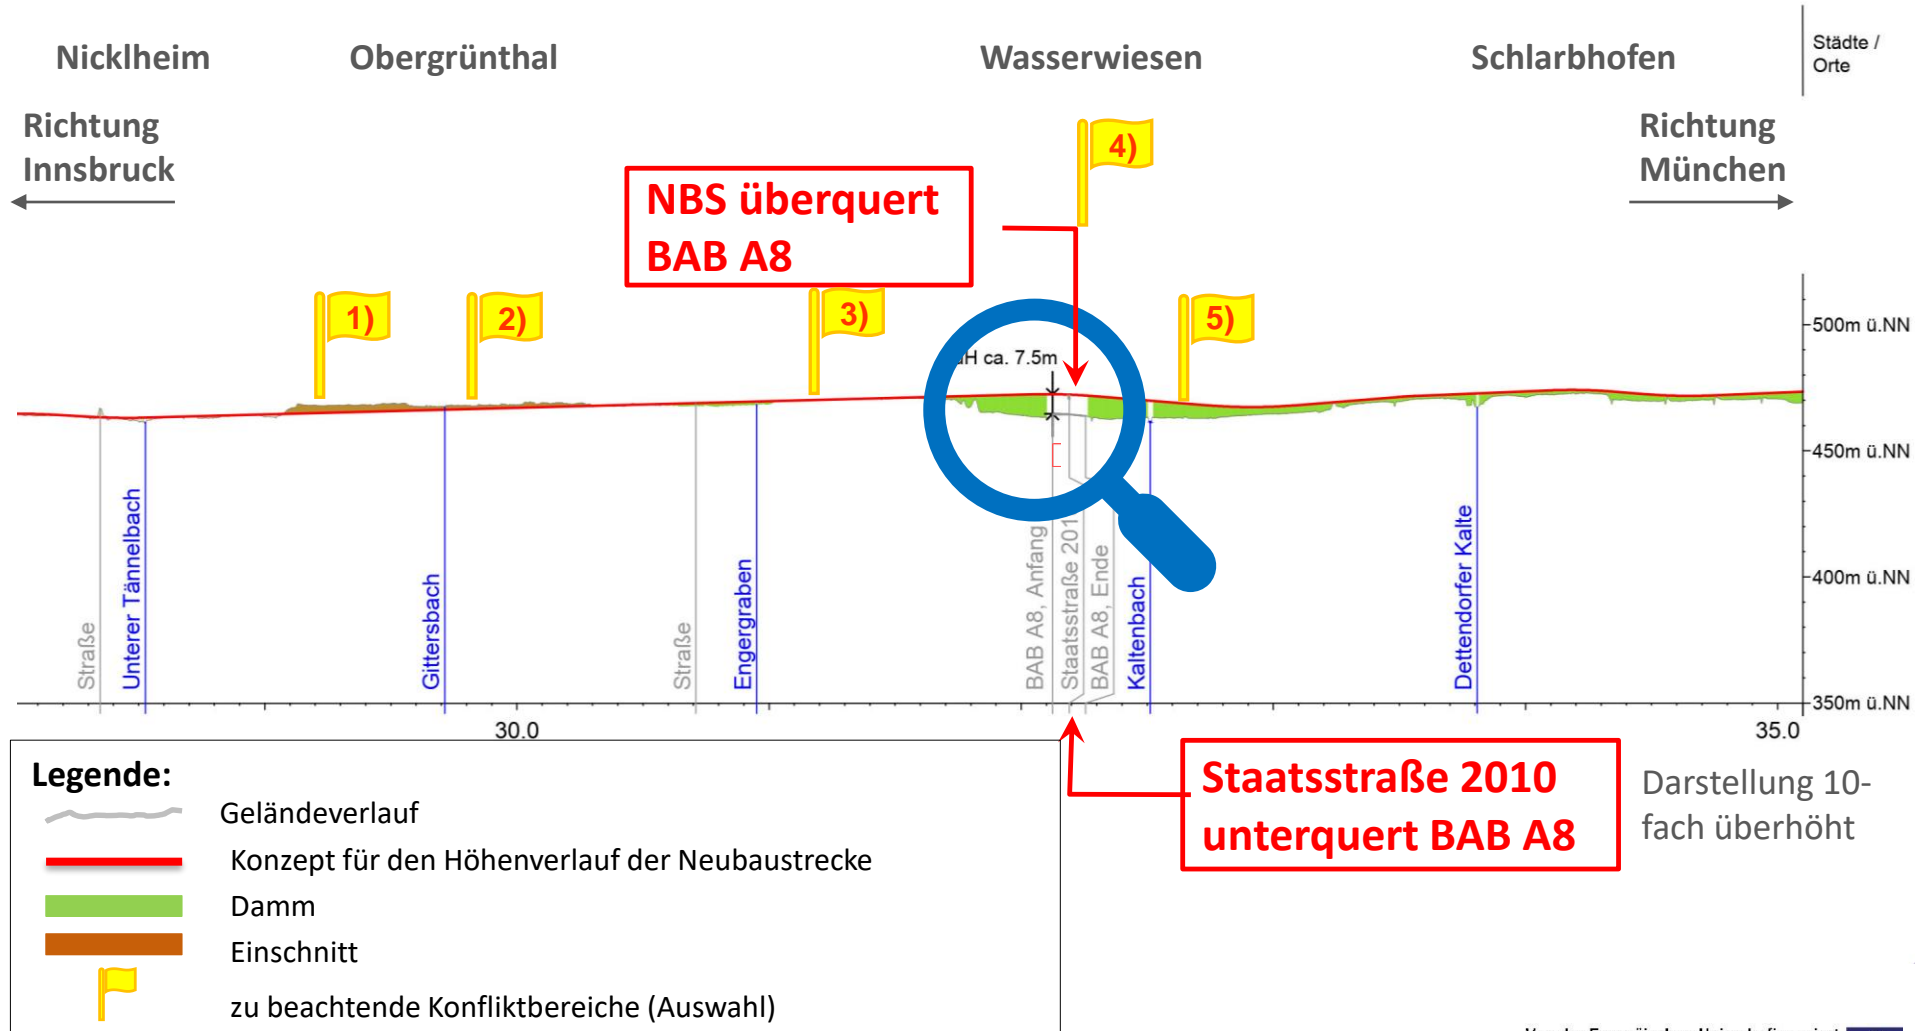 Nicklheim
Obergrünthal
Wasserwiesen
Schlarbhofen
Städte /
Orte
Richtung
Innsbruck
Richtung
München
NBS überquert
BAB A8
1)
2)
3)
4)
5)
dH ca. 7.5m
500m ü.NN
450m ü.NN
400m ü.NN
350m ü.NN
Straße
Unterer Tännelbach
Gittersbach
Straße
Engergraben
BAB A8, Anfang
Staatsstraße 201
BAB A8, Ende
Kaltenbach
Dettendorfer Kalte
30.0
35.0
Staatsstraße 2010
unterquert BAB A8
Darstellung 10-
fach überhöht
Legende:
Geländeverlauf
Konzept für den Höhenverlauf der Neubaustrecke
Damm
Einschnitt
zu beachtende Konfliktbereiche (Auswahl)